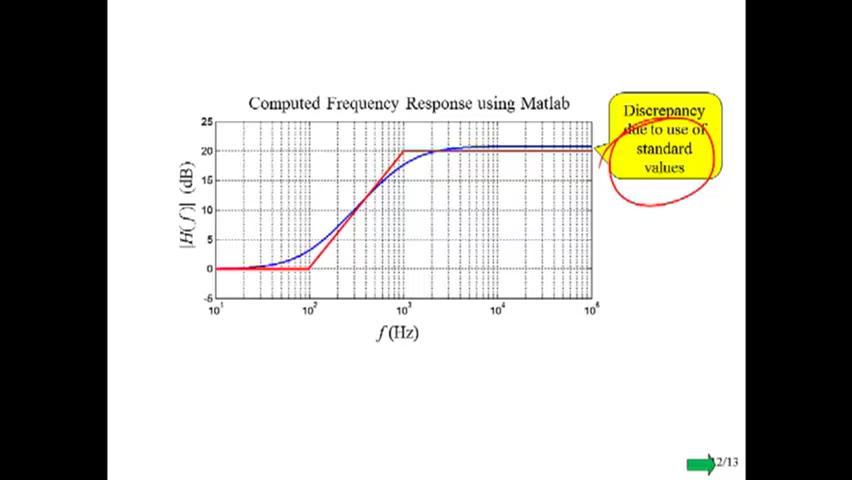 Computed Frequency Response using Matlab
Discrepancy
due to use of
standard
values
25
20
15
10
5
0
-5
|H(f)| (dB)
10¹ 10² 10³ 10⁴ 10⁵
f (Hz)
12/13